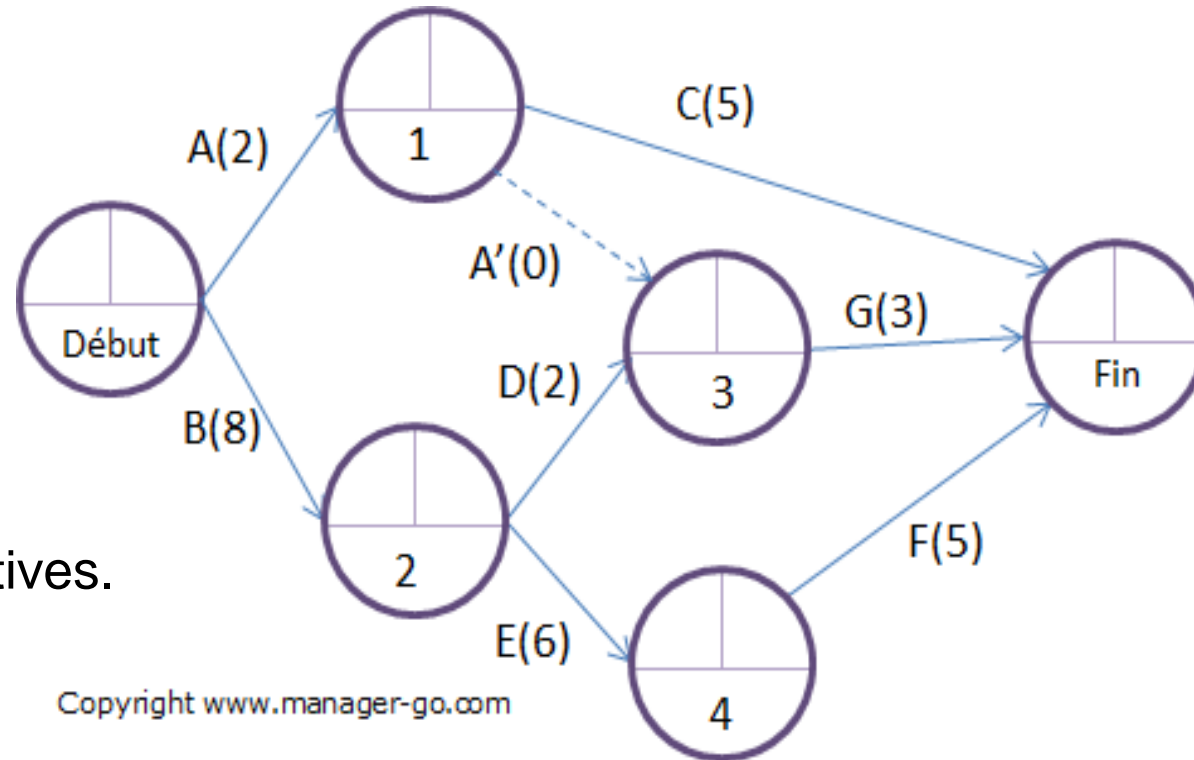 C(5)
A(2)
1
A’(0)
G(3)
Début
D(2)
3
Fin
B(8)
F(5)
2
tives.
E(6)
4
Copyright www.manager-go.com